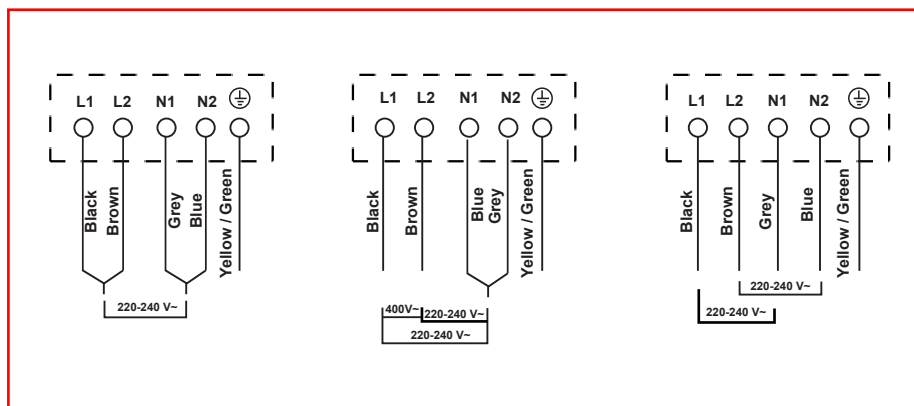 L1 L2 N1 N2
Black
Brown
Grey
Blue
Yellow / Green
220-240 V~
L1 L2 N1 N2
Black
Brown
Blue
Grey
Yellow / Green
400V~
220-240 V~
220-240 V~
L1 L2 N1 N2
Black
Brown
Grey
Blue
Yellow / Green
220-240 V~
220-240 V~